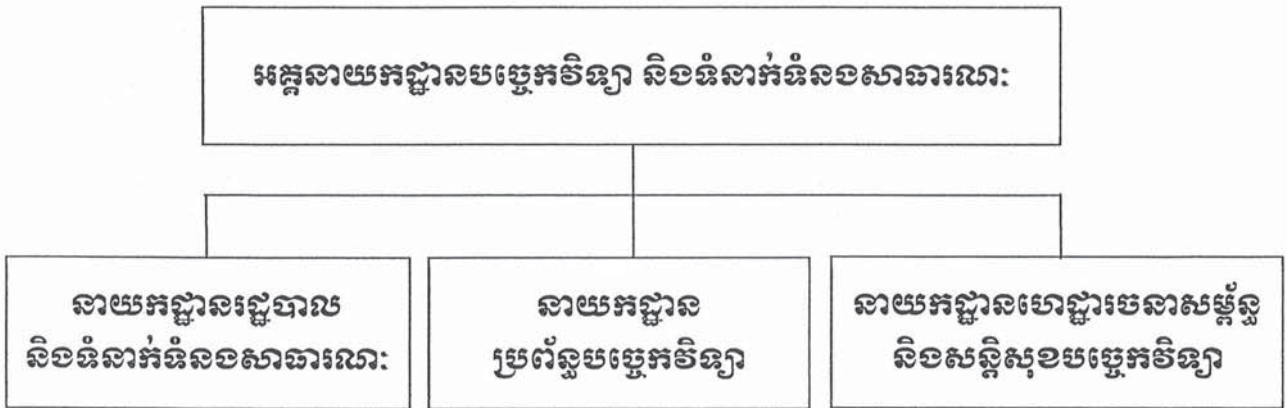 អគ្គនាយកដ្ឋានបច្ចេកវិទ្យា និងទំនាក់ទំនងសាធារណៈ
នាយកដ្ឋានរដ្ឋបាល
និងទំនាក់ទំនងសាធារណៈ
នាយកដ្ឋាន
ប្រព័ន្ធបច្ចេកវិទ្យា
នាយកដ្ឋានហេដ្ឋារចនាសម្ព័ន្ធ
និងសន្តិសុខបច្ចេកវិទ្យា